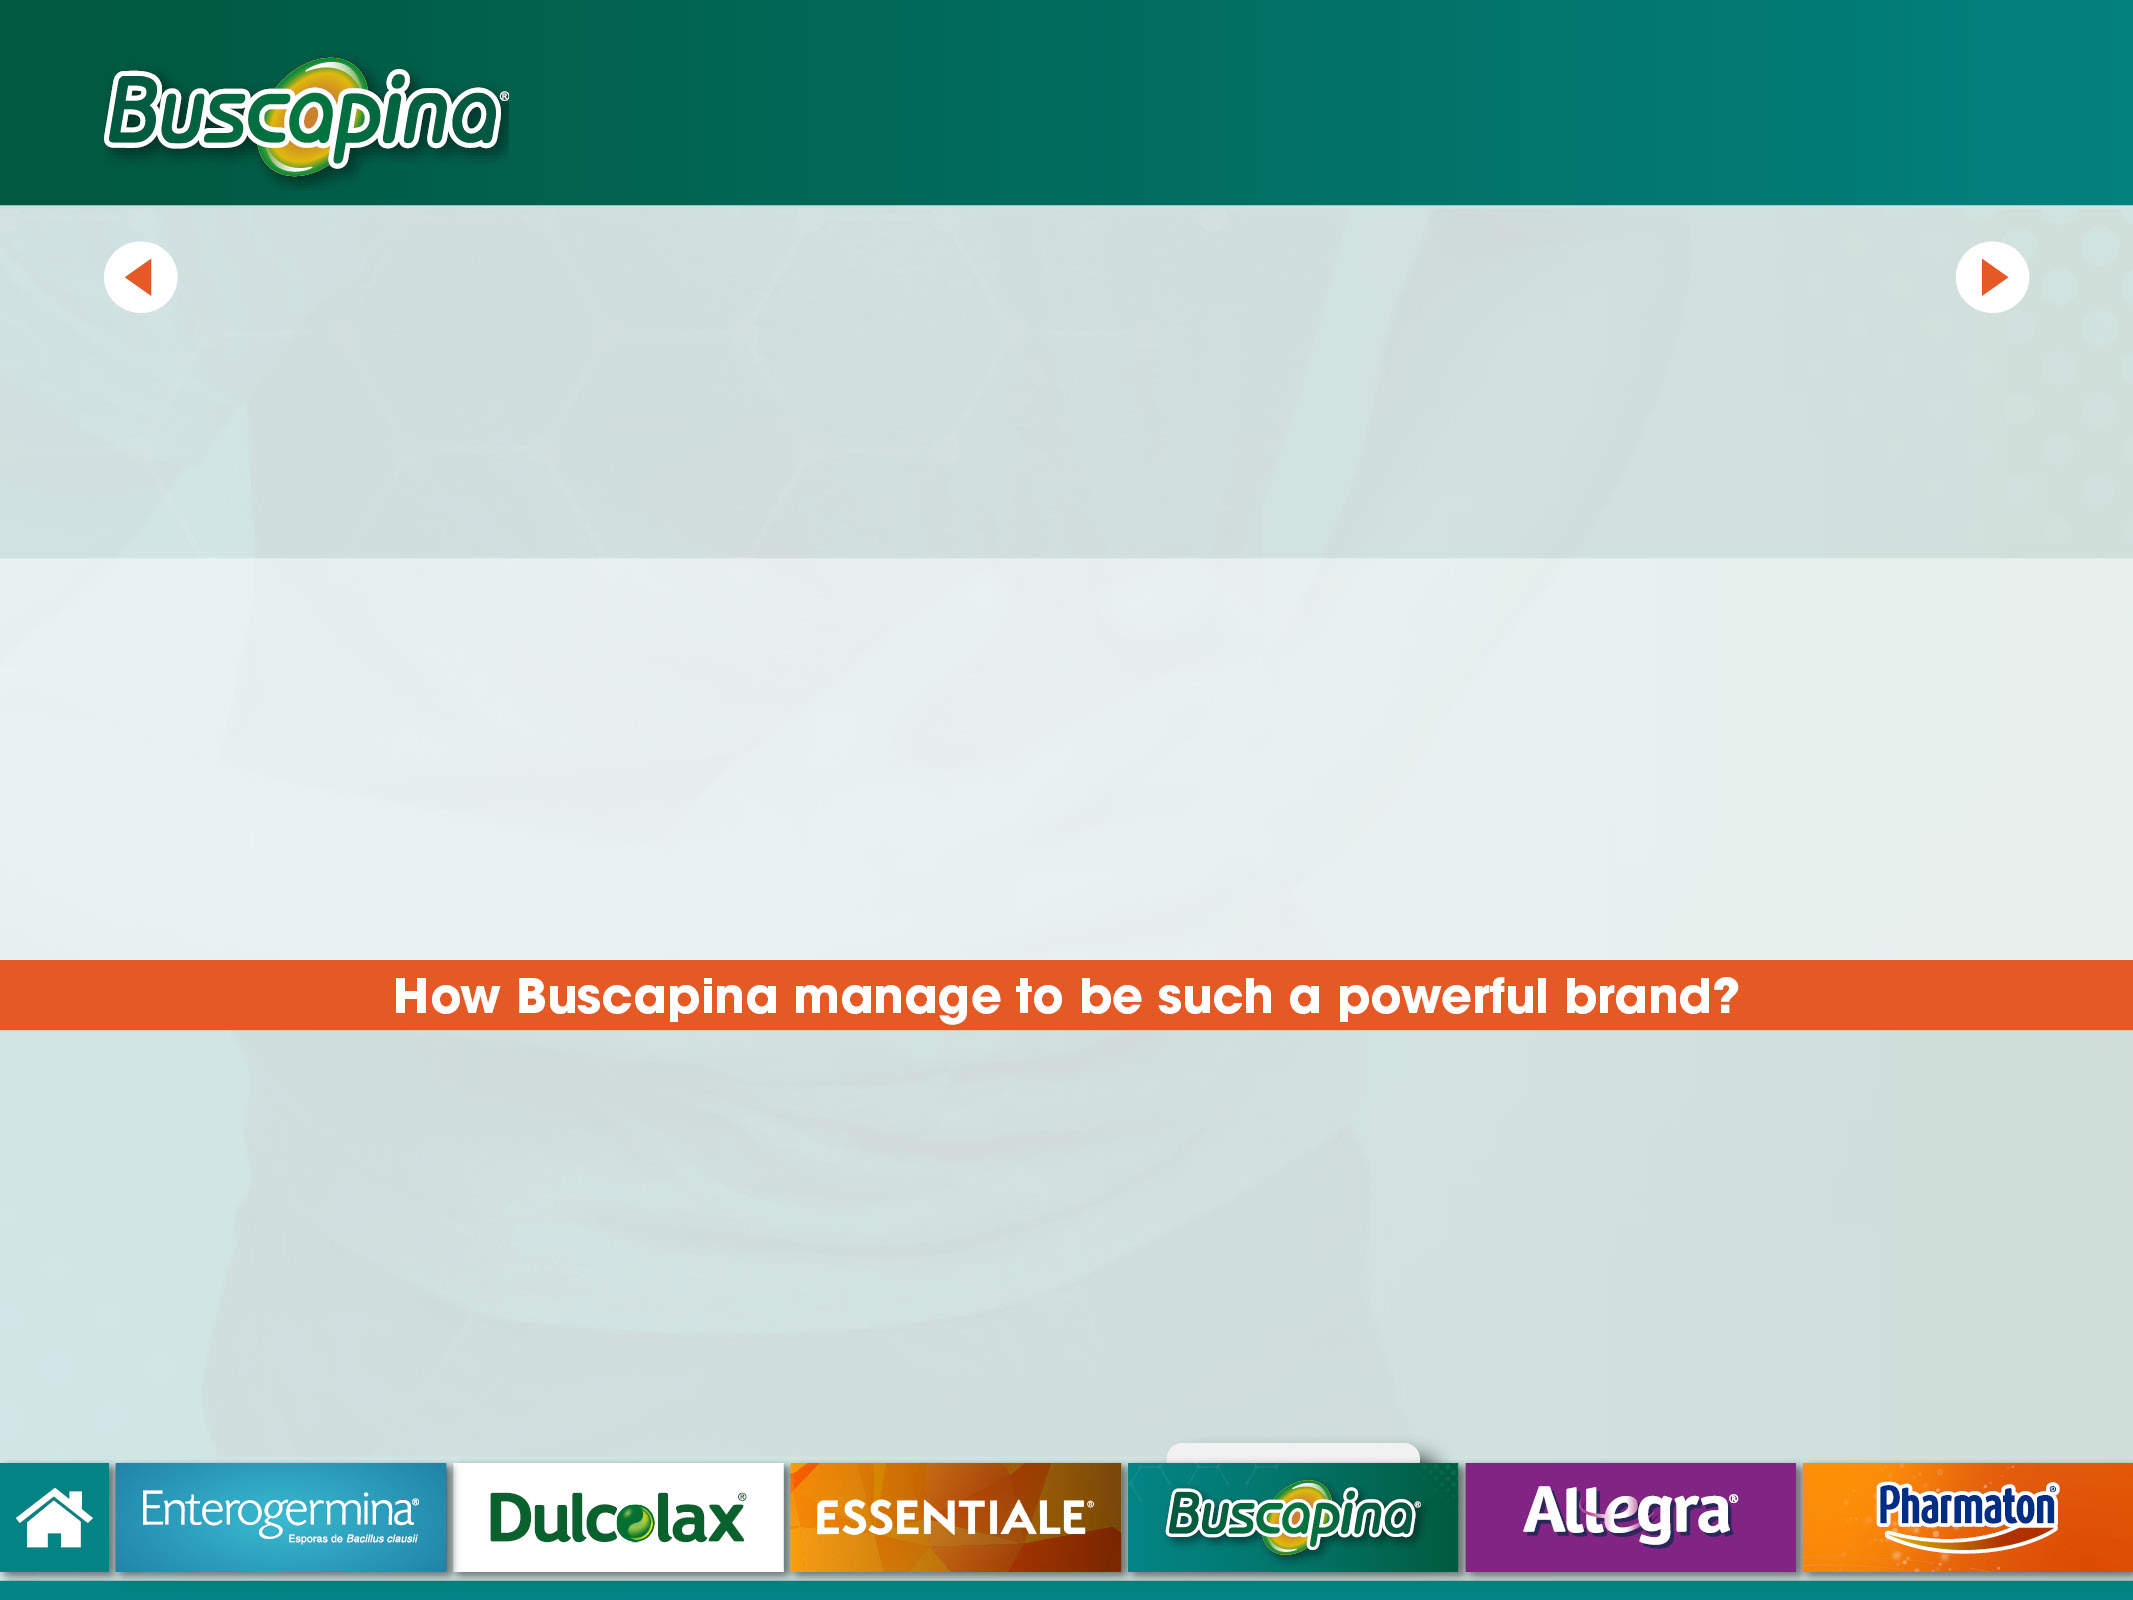 Buscapina®
How Buscapina manage to be such a powerful brand?
Enterogermina®
Esporas de Bacillus clausii
Dulcolax®
ESSENTIALE®
Buscapina®
Allegra®
Pharmaton®